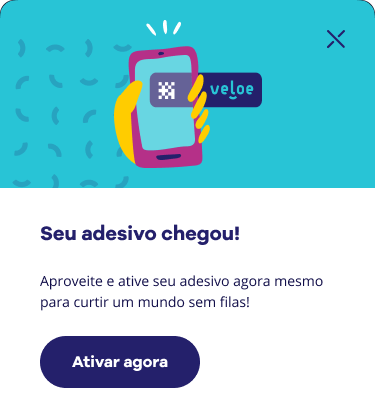 veloe
Seu adesivo chegou!
Aproveite e ative seu adesivo agora mesmo
para curtir um mundo sem filas!
Ativar agora